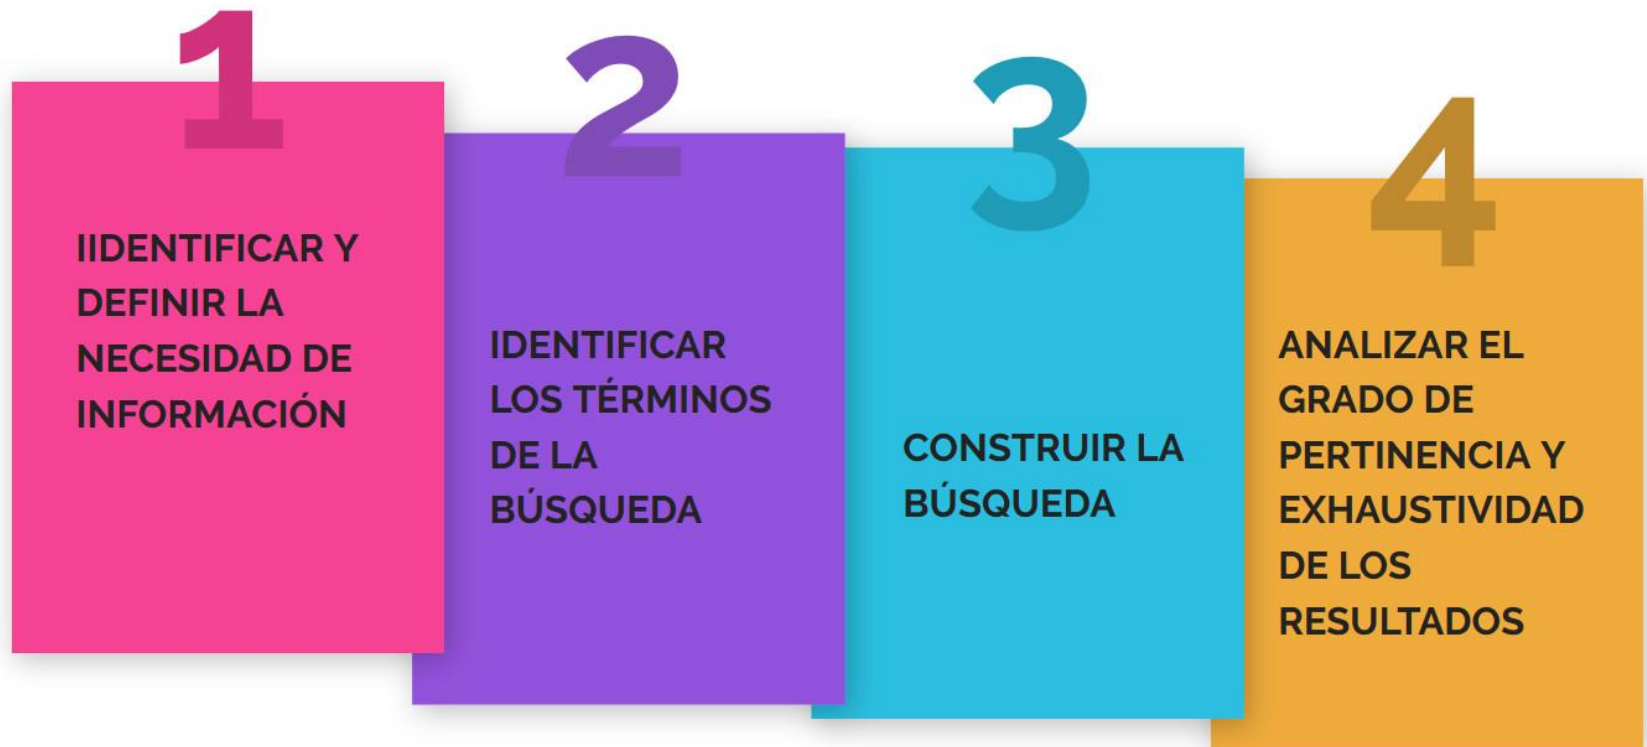 1
IIDENTIFICAR Y
DEFINIR LA
NECESIDAD DE
INFORMACIÓN
2
IDENTIFICAR
LOS TÉRMINOS
DE LA
BÚSQUEDA
3
CONSTRUIR LA
BÚSQUEDA
4
ANALIZAR EL
GRADO DE
PERTINENCIA Y
EXHAUSTIVIDAD
DE LOS
RESULTADOS